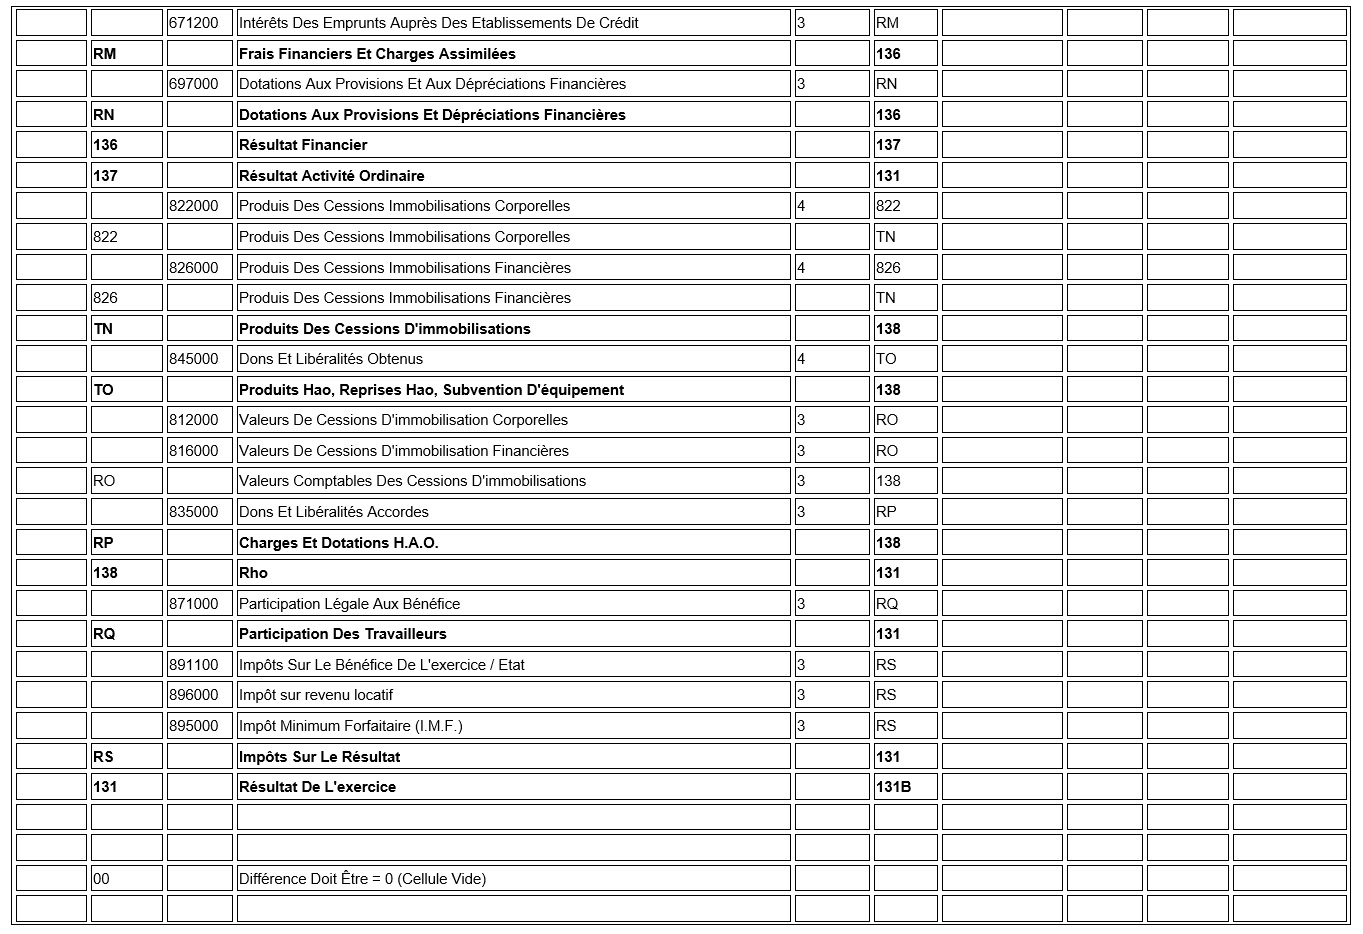 671200 Intérêts Des Emprunts Auprès Des Etablissements De Crédit 3 RM
RM Frais Financiers Et Charges Assimilées 136
697000 Dotations Aux Provisions Et Aux Dépréciations Financières 3 RN
RN Dotations Aux Provisions Et Dépréciations Financières 136
136 Résultat Financier 137
137 Résultat Activité Ordinaire 131
822000 Produis Des Cessions Immobilisations Corporelles 4 822
822 Produis Des Cessions Immobilisations Corporelles TN
826000 Produis Des Cessions Immobilisations Financières 4 826
826 Produis Des Cessions Immobilisations Financières TN
TN Produits Des Cessions D'immobilisations 138
845000 Dons Et Libéralités Obtenus 4 TO
TO Produits Hao, Reprises Hao, Subvention D'équipement 138
812000 Valeurs De Cessions D'immobilisation Corporelles 3 RO
816000 Valeurs De Cessions D'immobilisation Financières 3 RO
RO Valeurs Comptables Des Cessions D'immobilisations 3 138
835000 Dons Et Libéralités Accordes 3 RP
RP Charges Et Dotations H.A.O. 138
138 Rho 131
871000 Participation Légale Aux Bénéfice 3 RQ
RQ Participation Des Travailleurs 131
891100 Impôts Sur Le Bénéfice De L'exercice / Etat 3 RS
896000 Impôt sur revenu locatif 3 RS
895000 Impôt Minimum Forfaitaire (I.M.F.) 3 RS
RS Impôts Sur Le Résultat 131
131 Résultat De L'exercice 131B
00 Différence Doit Être = 0 (Cellule Vide)